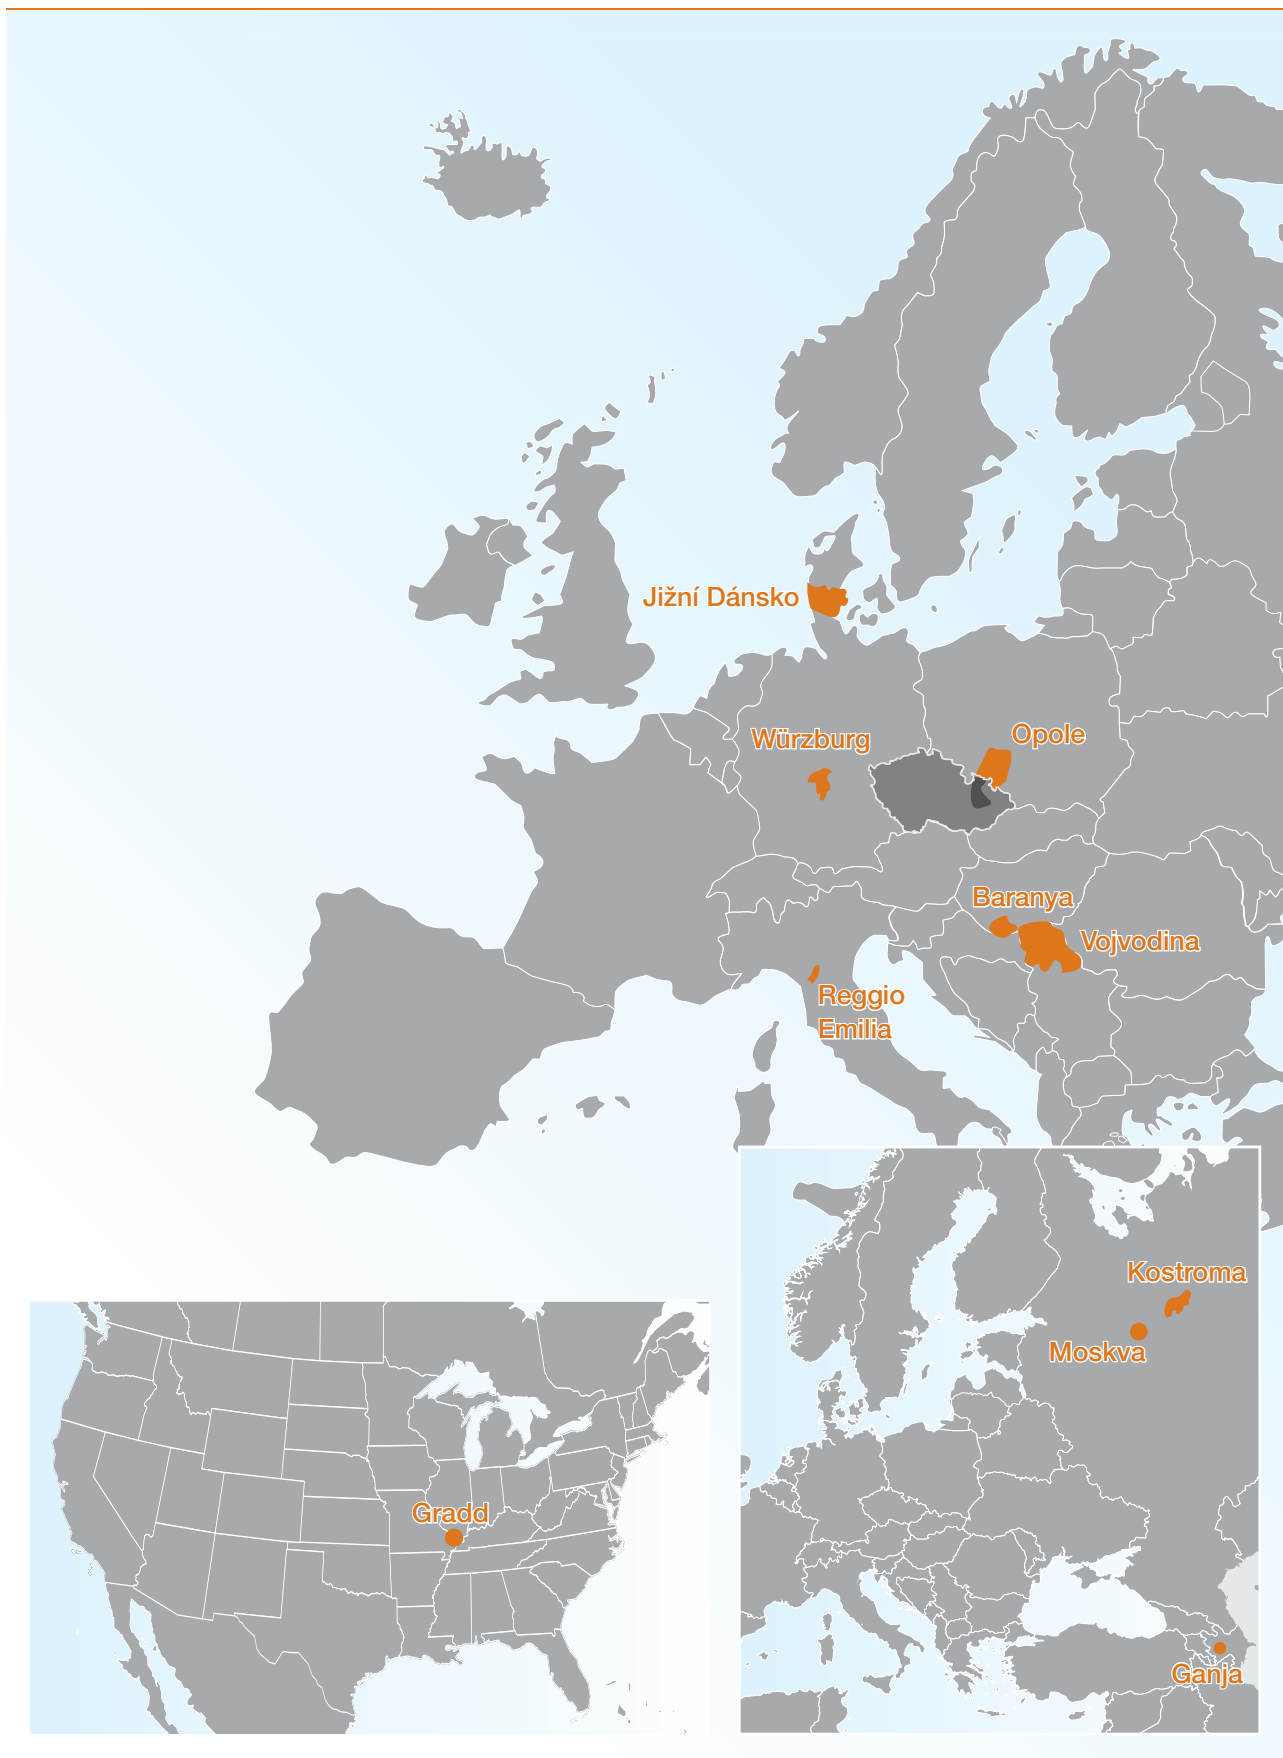 Jižní Dánsko
Würzburg
Opole
Baranya
Vojvodina
Reggio
Emilia
Kostroma
Moskva
Gradd
Ganja